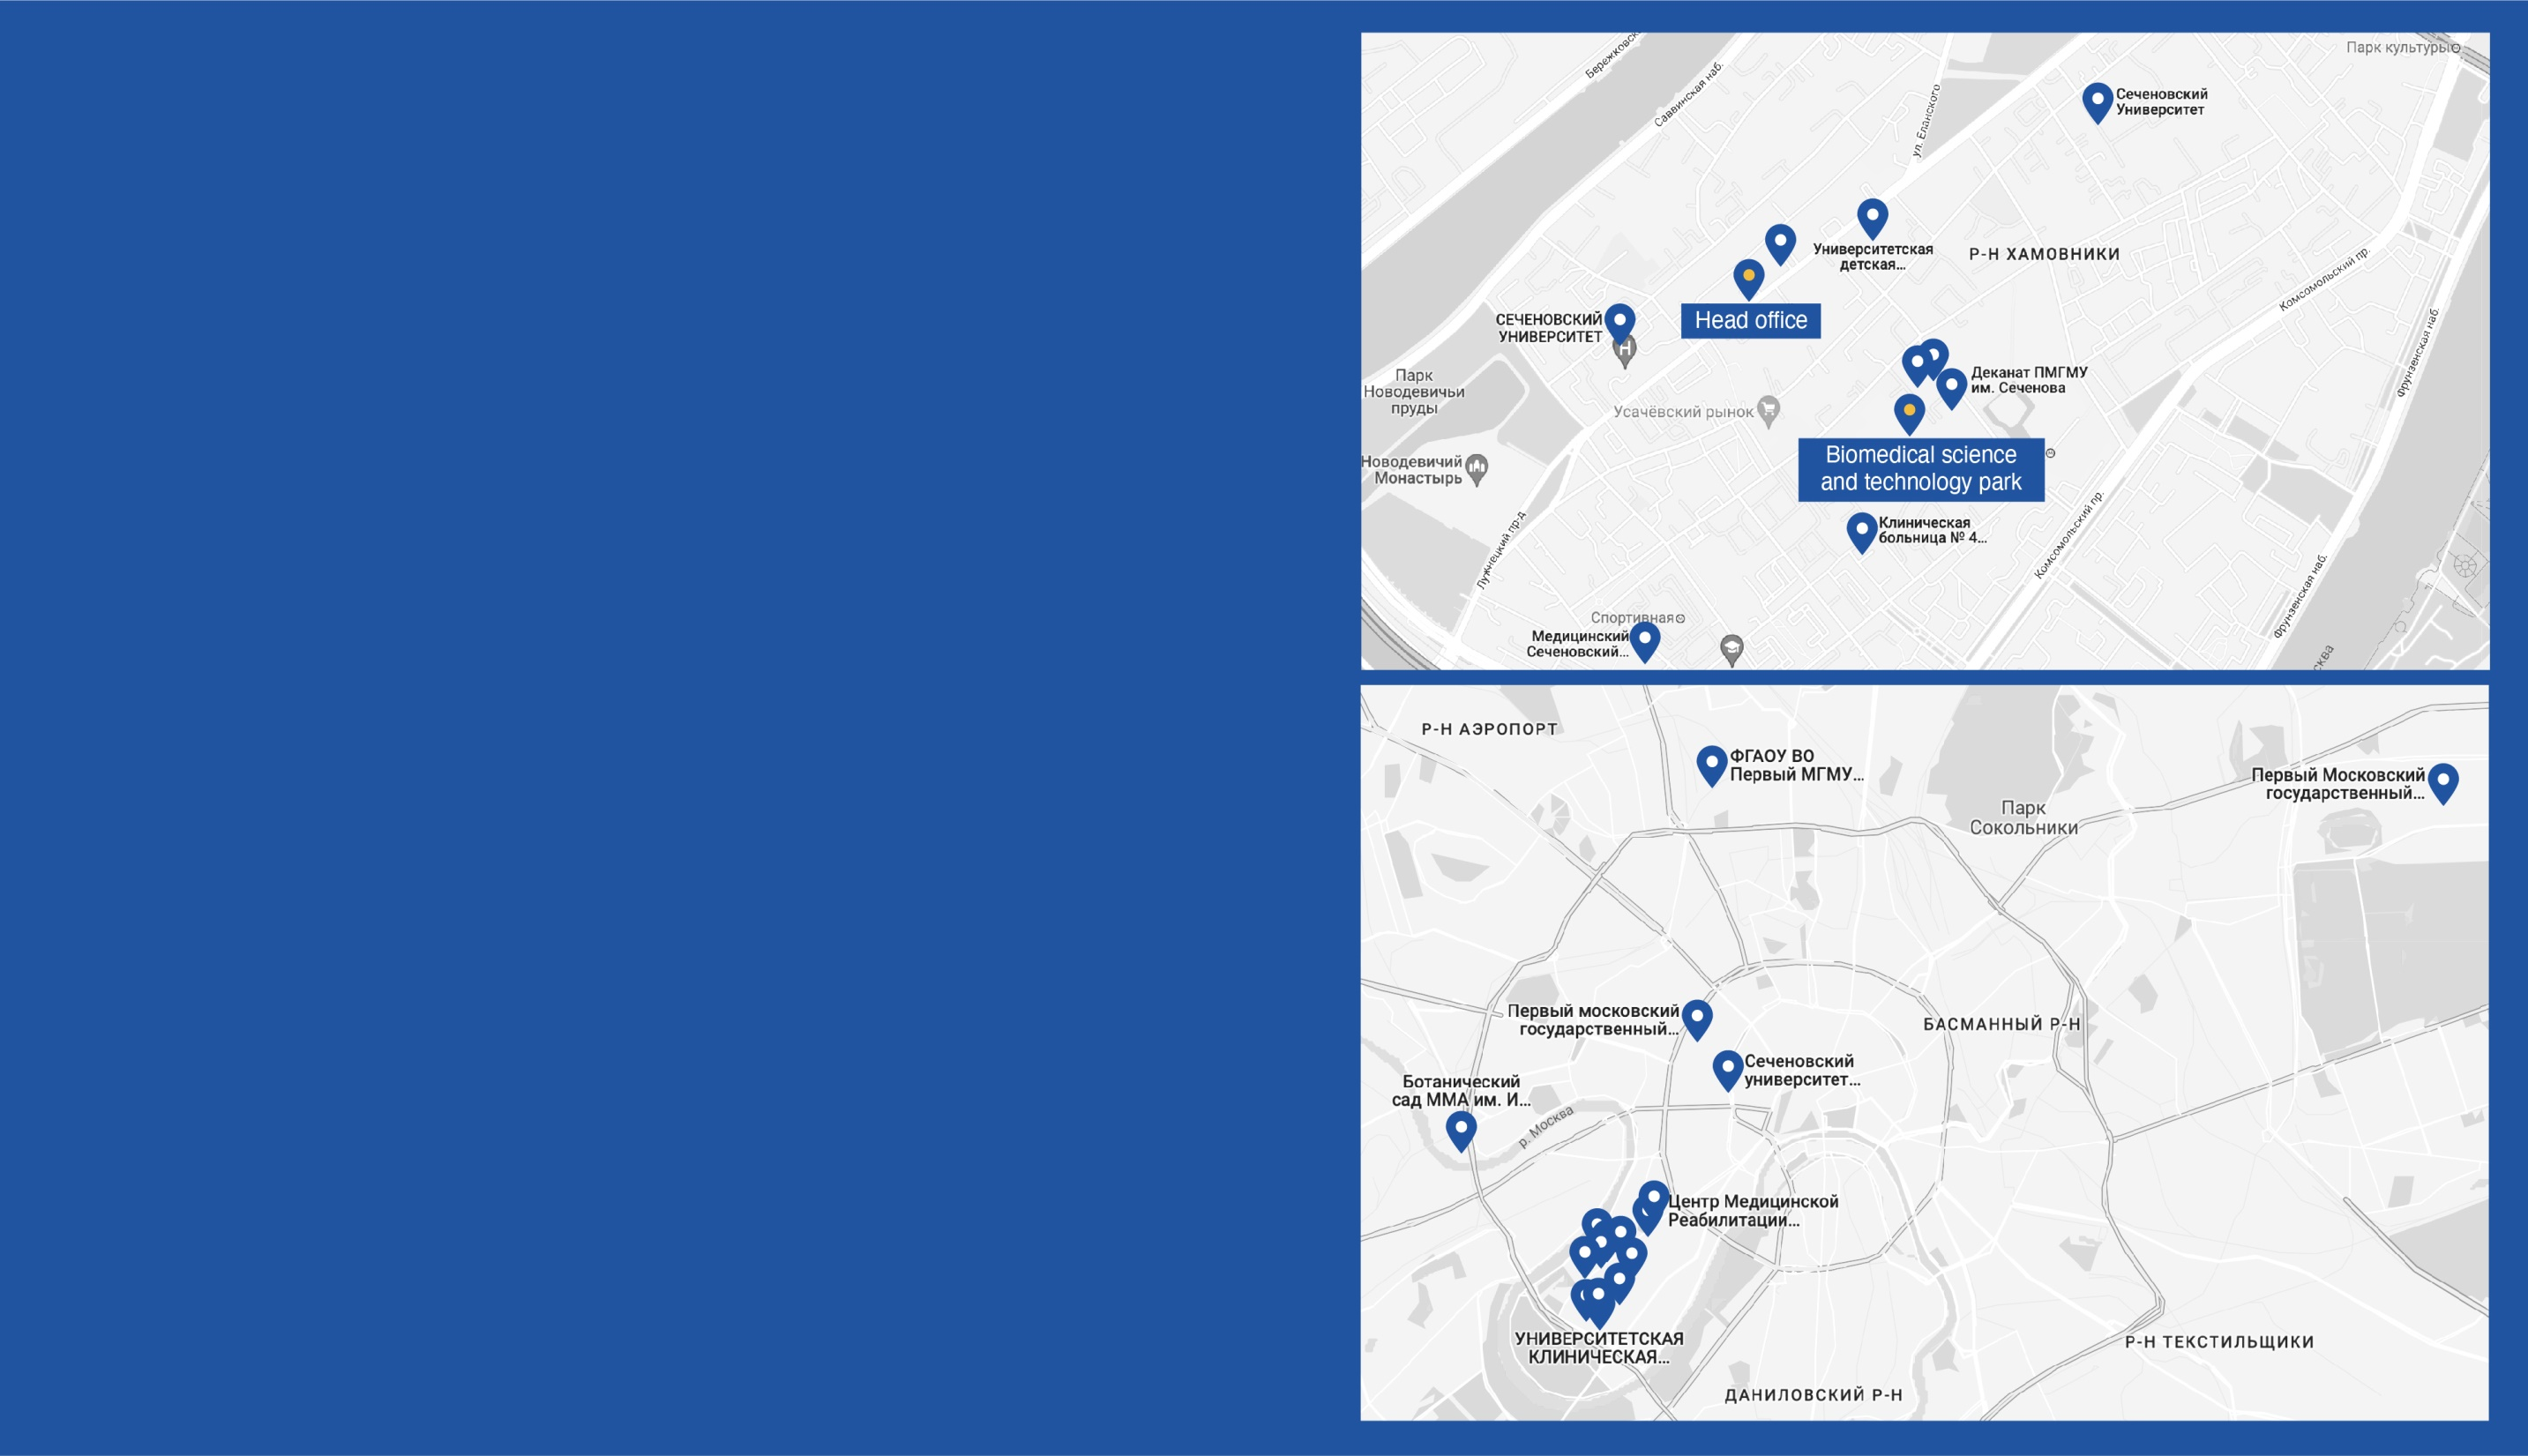 Бережковск
Парк культуры
Саввинская наб.
ул. Еланского
Сеченовский
Университет
Университетская
детская...
Р-Н ХАМОВНИКИ
Комсомольский пр.
Head office
СЕЧЕНОВСКИЙ
УНИВЕРСИТЕТ
H
Фрунзенская наб.
Парк
Новодевичьи
пруды
Деканат ПМГМУ
им. Сеченова
Усачёвский рынок
Biomedical science
and technology park
Новодевичий
Монастырь
Лужнецкий пр-д
Комсомольский пр.
Клиническая
больница № 4...
Фрунзенская наб.
Спортивная
Медицинский
Сеченовский...
сква
Р-Н АЭРОПОРТ
ФГАОУ ВО
Первый МГМУ...
Первый Московский
государственный...
Парк
Сокольники
Первый московский
государственный...
БАСМАННЫЙ Р-Н
Сеченовский
университет...
Ботанический
сад ММА им. И...
р. Москва
Центр Медицинской
Реабилитации...
УНИВЕРСИТЕТСКАЯ
КЛИНИЧЕСКАЯ...
Р-Н ТЕКСТИЛЬЩИКИ
ДАНИЛОВСКИЙ Р-Н